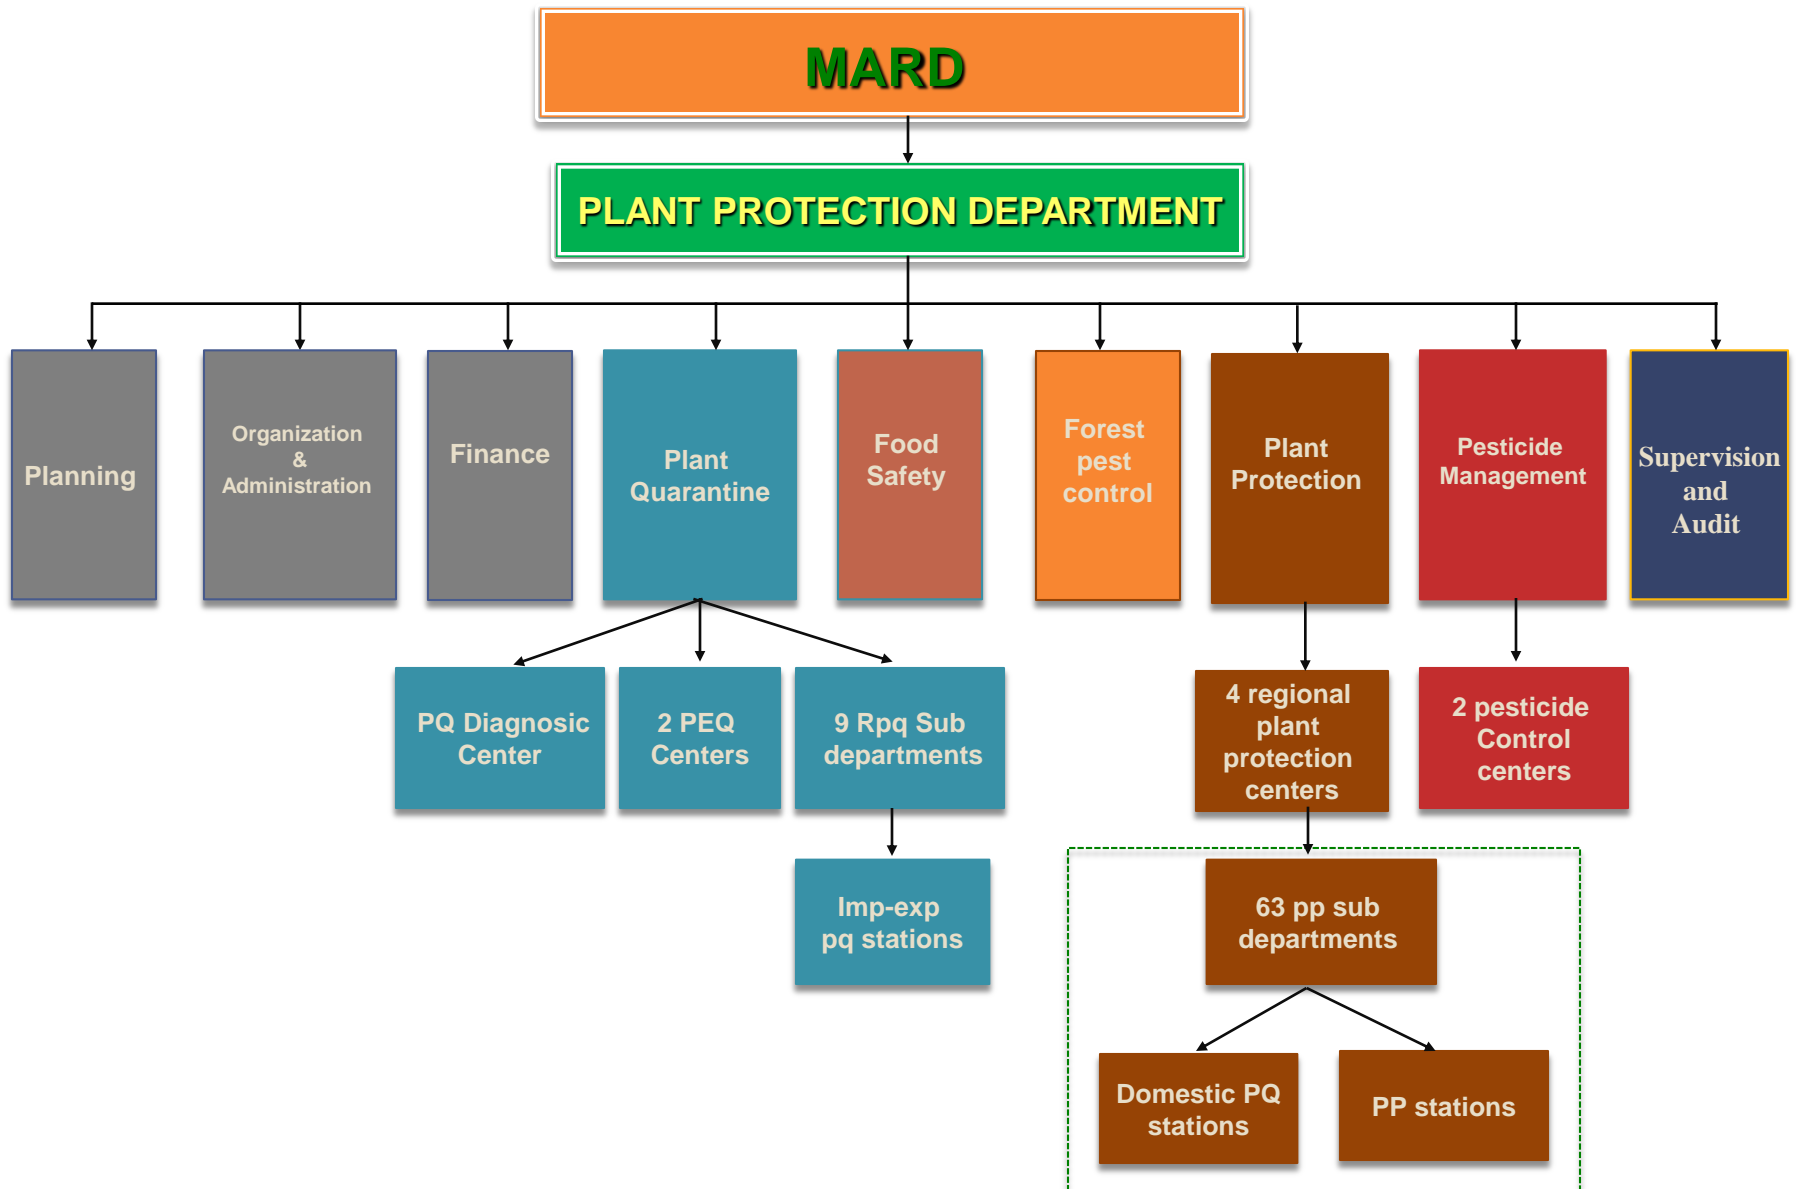 MARD
PLANT PROTECTION DEPARTMENT
Planning
Organization
&
Administration
Finance
Plant
Quarantine
Food
Safety
Forest
pest
control
Plant
Protection
Pesticide
Management
Supervision
and
Audit
PQ Diagnosic
Center
2 PEQ
Centers
9 Rpq Sub
departments
4 regional
plant
protection
centers
2 pesticide
Control
centers
Imp-exp
pq stations
63 pp sub
departments
Domestic PQ
stations
PP stations